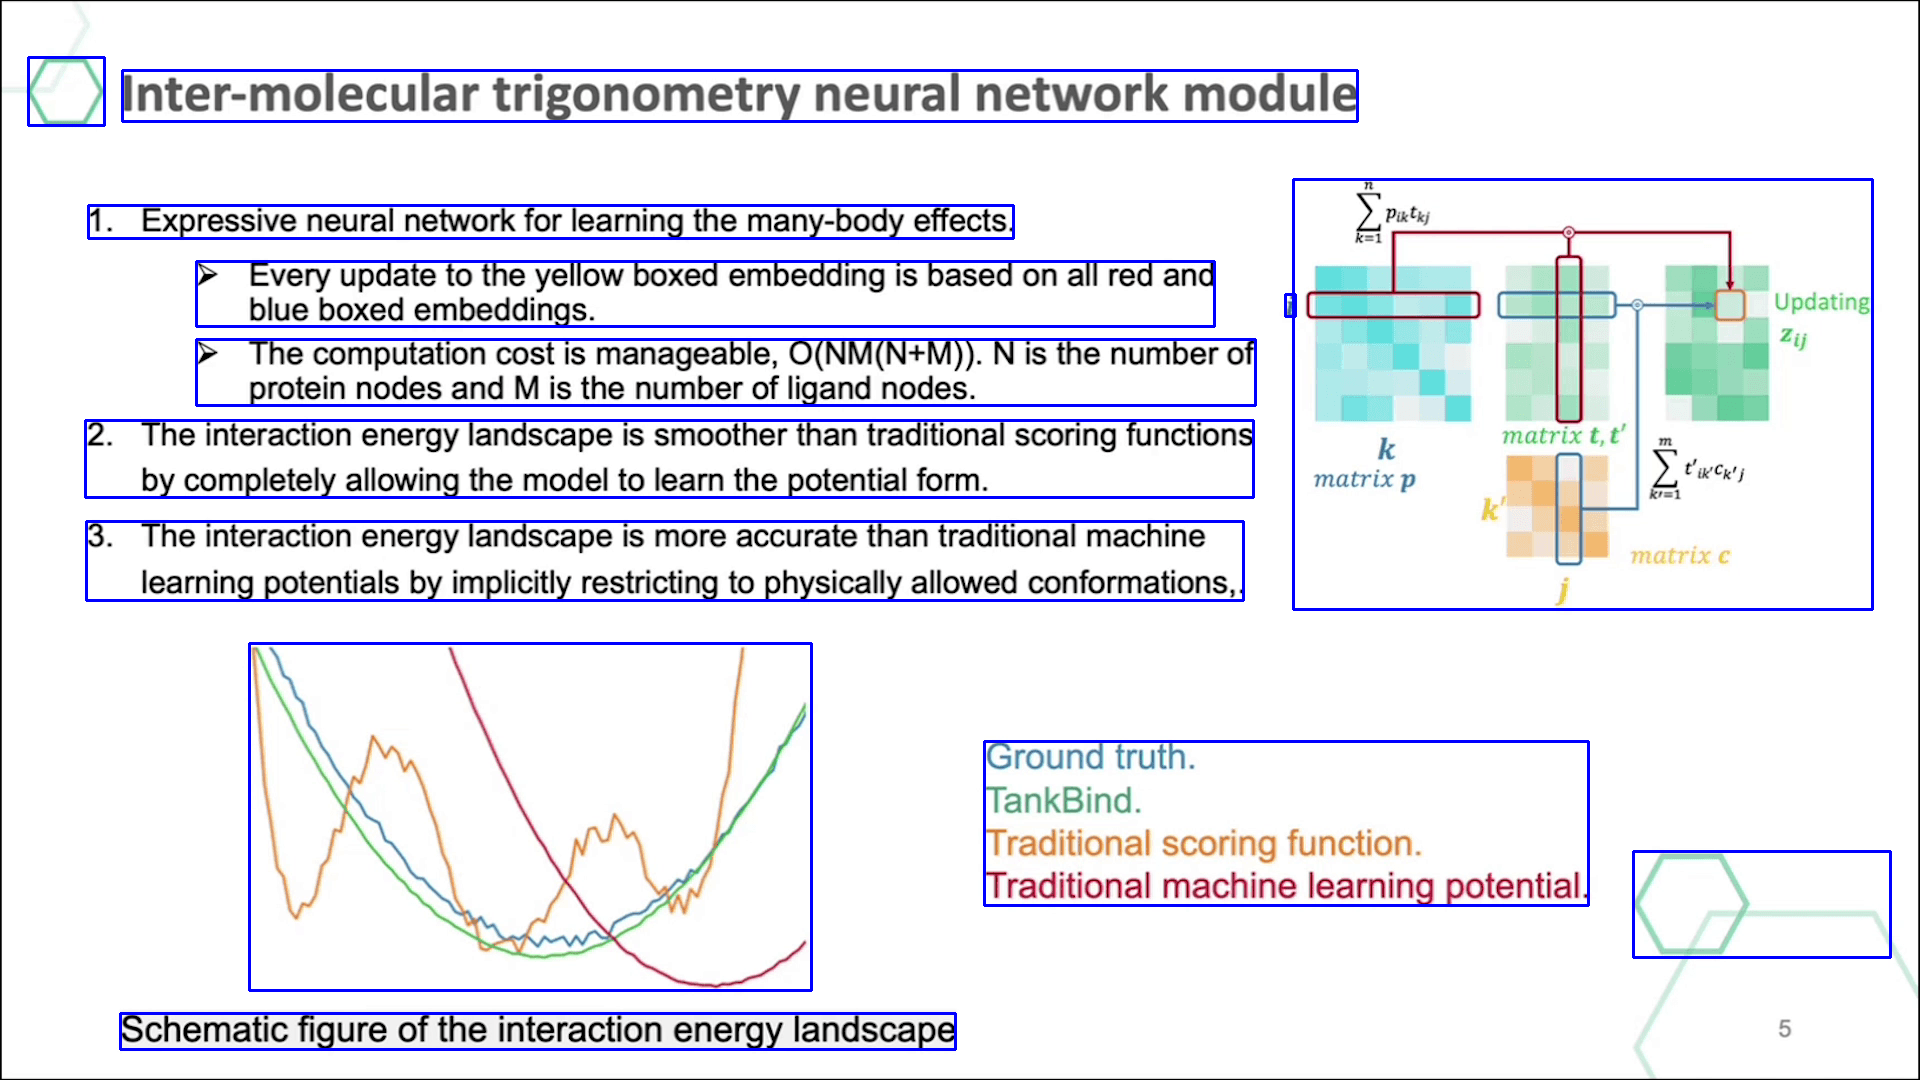 Inter-molecular trigonometry neural network module
1. Expressive neural network for learning the many-body effects.
➢ Every update to the yellow boxed embedding is based on all red and
blue boxed embeddings.
➢ The computation cost is manageable, O(NM(N+M)). N is the number of
protein nodes and M is the number of ligand nodes.
2. The interaction energy landscape is smoother than traditional scoring functions
by completely allowing the model to learn the potential form.
3. The interaction energy landscape is more accurate than traditional machine
learning potentials by implicitly restricting to physically allowed conformations,.
n
∑ p_{ik}t_{kj}
k=1
i
Updating
z_{ij}
k
matrix p
matrix t, t′
m
∑ t′_{ik′}c_{k′j}
k′=1
k′
matrix c
j
Ground truth.
TankBind.
Traditional scoring function.
Traditional machine learning potential.
Schematic figure of the interaction energy landscape
5